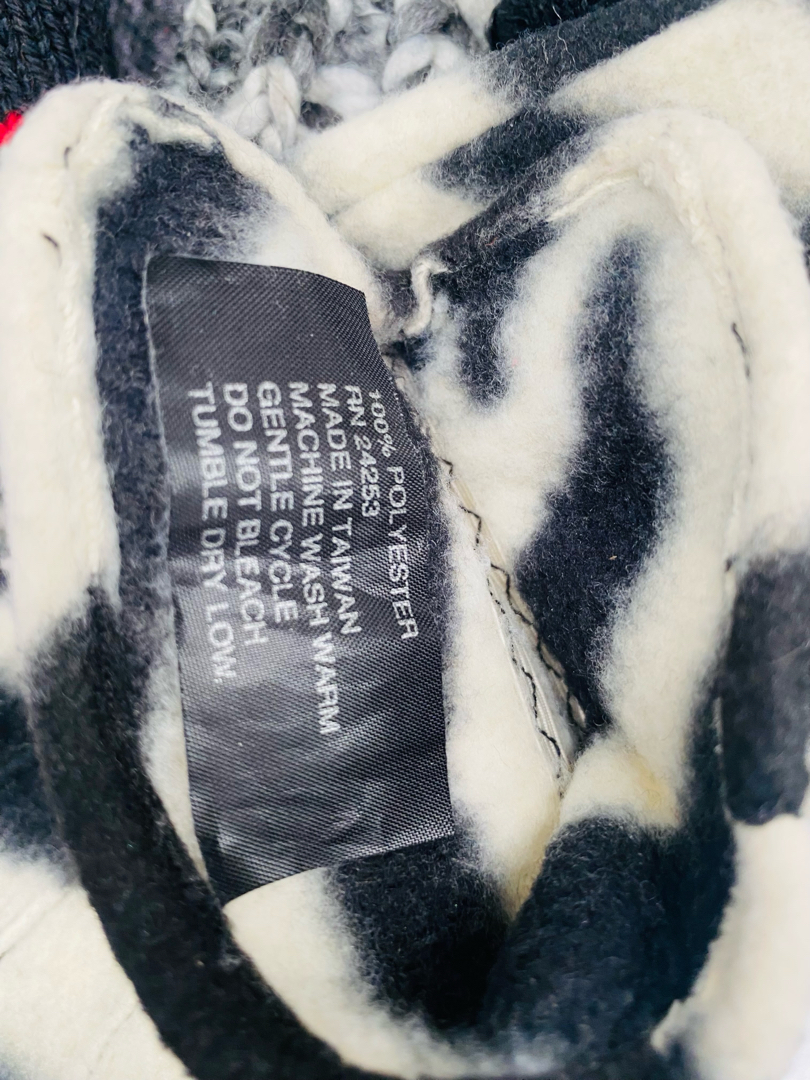 100% POLYESTER
RN 24253
MADE IN TAIWAN
MACHINE WASH WARM
GENTLE CYCLE
DO NOT BLEACH
TUMBLE DRY LOW.